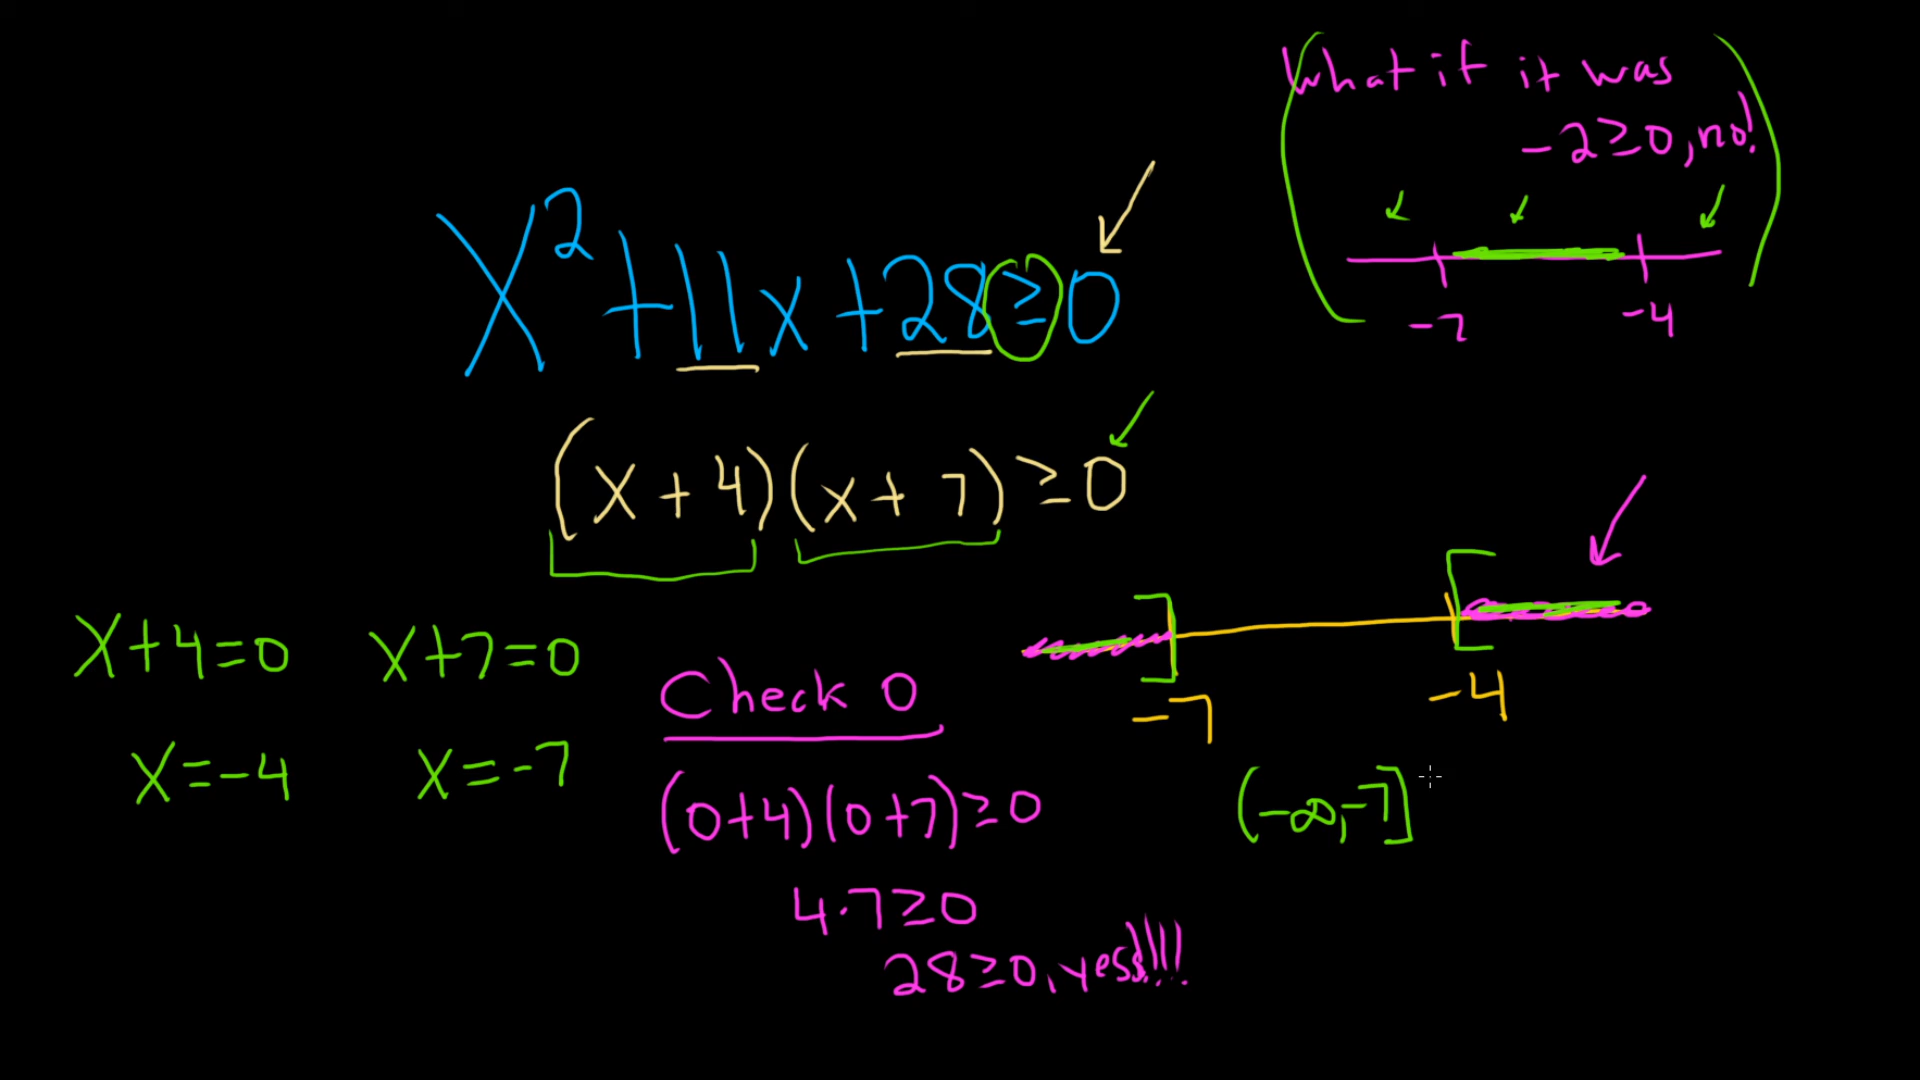 What if it was
-2≥0, no!
-7 -4
x²+11x+28≥0
(x+4)(x+7)≥0
x+4=0 x+7=0
x=-4 x=-7
-7 -4
Check 0
(0+4)(0+7)≥0
4·7≥0
28≥0, yes!!!!
(-∞,-7]